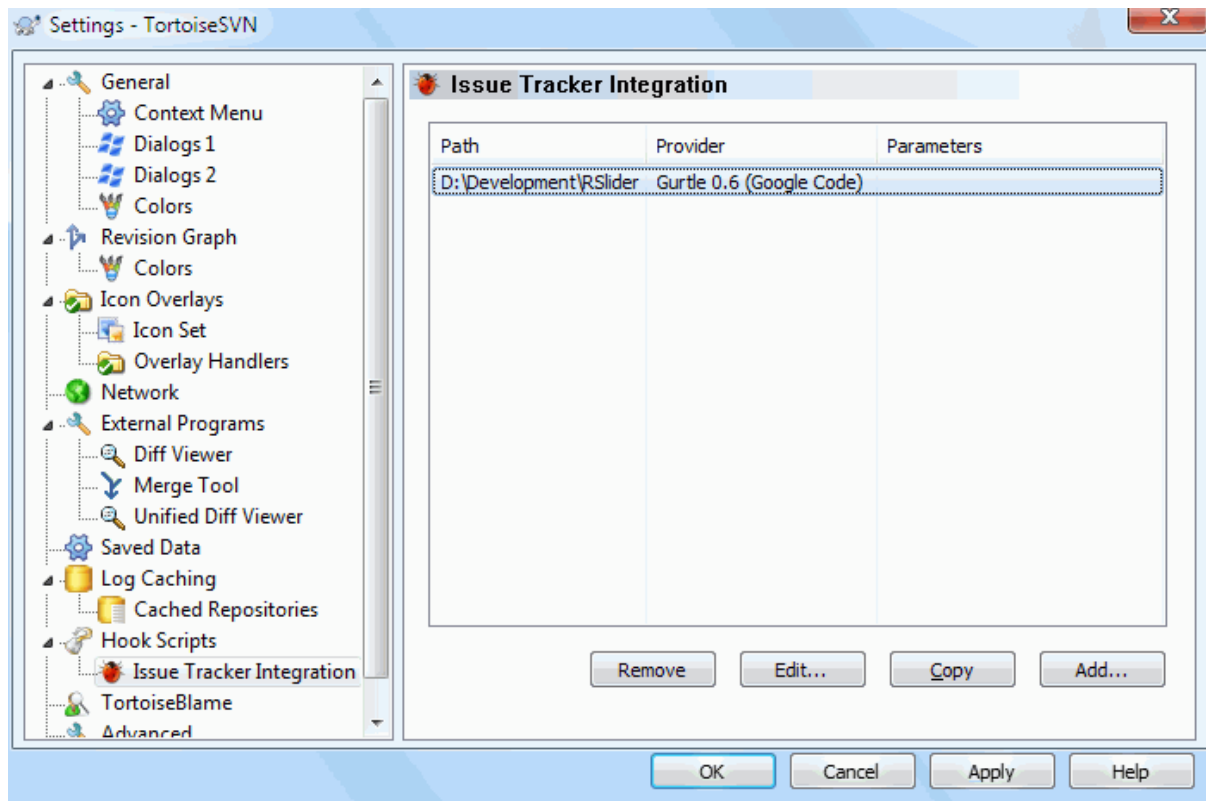 Settings - TortoiseSVN
General
Context Menu
Dialogs 1
Dialogs 2
Colors
Revision Graph
Colors
Icon Overlays
Icon Set
Overlay Handlers
Network
External Programs
Diff Viewer
Merge Tool
Unified Diff Viewer
Saved Data
Log Caching
Cached Repositories
Hook Scripts
Issue Tracker Integration
TortoiseBlame
Advanced
Issue Tracker Integration
Path Provider Parameters
D:\Development\RSlider Gurtle 0.6 (Google Code)
Remove Edit... Copy Add...
OK Cancel Apply Help